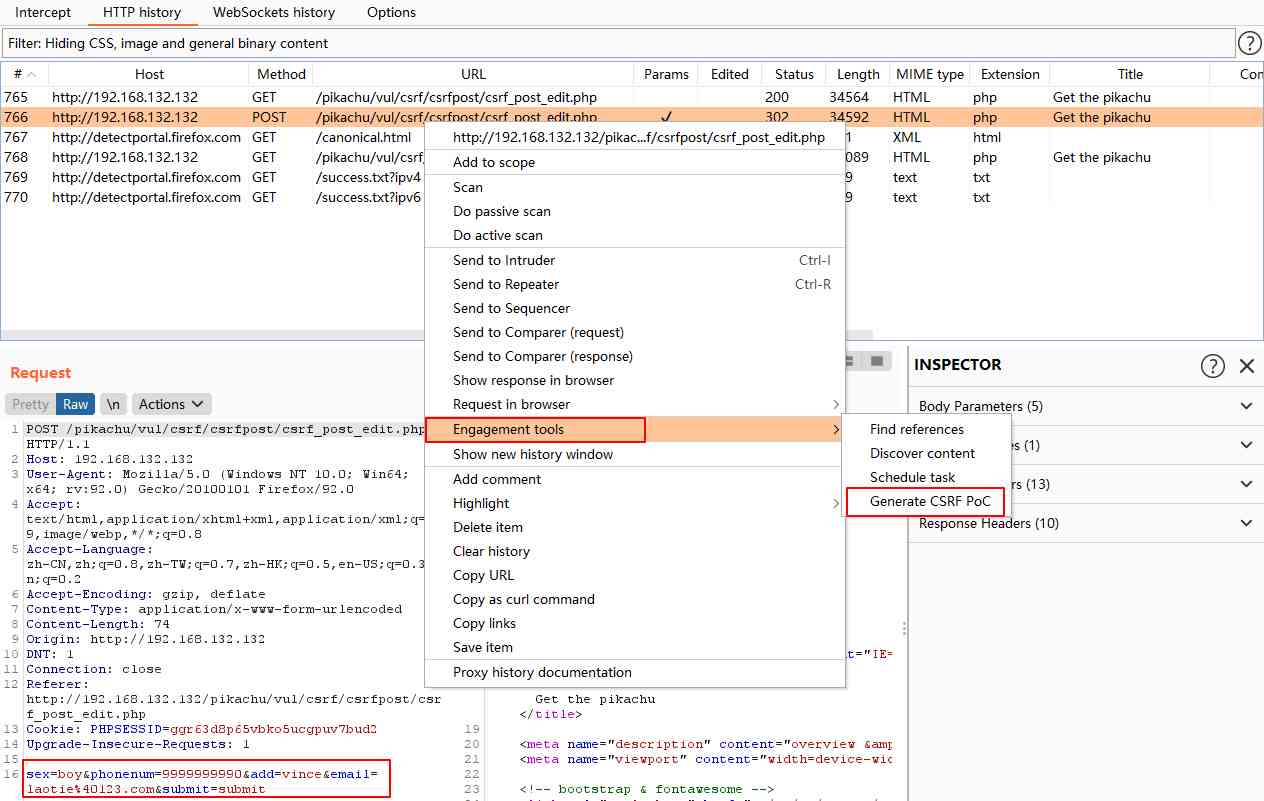 Intercept HTTP history WebSockets history Options
Filter: Hiding CSS, image and general binary content ?
# Host Method URL Params Edited Status Length MIME type Extension Title Con
765 http://192.168.132.132 GET /pikachu/vul/csrf/csrfpost/csrf_post_edit.php 200 34564 HTML php Get the pikachu
766 http://192.168.132.132 POST /pikachu/vul/csrf/csrfpost/csrf_post_edit.php ✓ 302 34592 HTML php Get the pikachu
767 http://detectportal.firefox.com GET /canonical.html 1 XML html
768 http://192.168.132.132 GET /pikachu/vul/csrf 089 HTML php Get the pikachu
769 http://detectportal.firefox.com GET /success.txt?ipv4 9 text txt
770 http://detectportal.firefox.com GET /success.txt?ipv6 9 text txt
http://192.168.132.132/pikac...f/csrfpost/csrf_post_edit.php
Add to scope
Scan
Do passive scan
Do active scan
Send to Intruder Ctrl-I
Send to Repeater Ctrl-R
Send to Sequencer
Send to Comparer (request)
Send to Comparer (response)
Show response in browser
Request in browser
Engagement tools
Show new history window
Add comment
Highlight
Delete item
Clear history
Copy URL
Copy as curl command
Copy links
Save item
Proxy history documentation
Find references
Discover content
Schedule task
Generate CSRF PoC
Request
Pretty Raw \n Actions
1 POST /pikachu/vul/csrf/csrfpost/csrf_post_edit.php
HTTP/1.1
2 Host: 192.168.132.132
3 User-Agent: Mozilla/5.0 (Windows NT 10.0; Win64;
x64; rv:92.0) Gecko/20100101 Firefox/92.0
4 Accept:
text/html,application/xhtml+xml,application/xml;q=
9,image/webp,*/*;q=0.8
5 Accept-Language:
zh-CN,zh;q=0.8,zh-TW;q=0.7,zh-HK;q=0.5,en-US;q=0.3
n;q=0.2
6 Accept-Encoding: gzip, deflate
7 Content-Type: application/x-www-form-urlencoded
8 Content-Length: 74
9 Origin: http://192.168.132.132
10 DNT: 1
11 Connection: close
12 Referer:
http://192.168.132.132/pikachu/vul/csrf/csrfpost/csr
f_post_edit.php
13 Cookie: PHPSESSID=ggr63d8p65vbko5ucgpuv7bud2
14 Upgrade-Insecure-Requests: 1
15
16 sex=boy&phonenum=9999999990&add=vince&email=
laotie%40123.com&submit=submit
t="IE=
Get the pikachu
</title>
19
20 <meta name="description" content="overview &amp
21 <meta name="viewport" content="width=device-wid
22
23 <!-- bootstrap & fontawesome -->
24
INSPECTOR ?
Body Parameters (5)
es (1)
rs (13)
Response Headers (10)